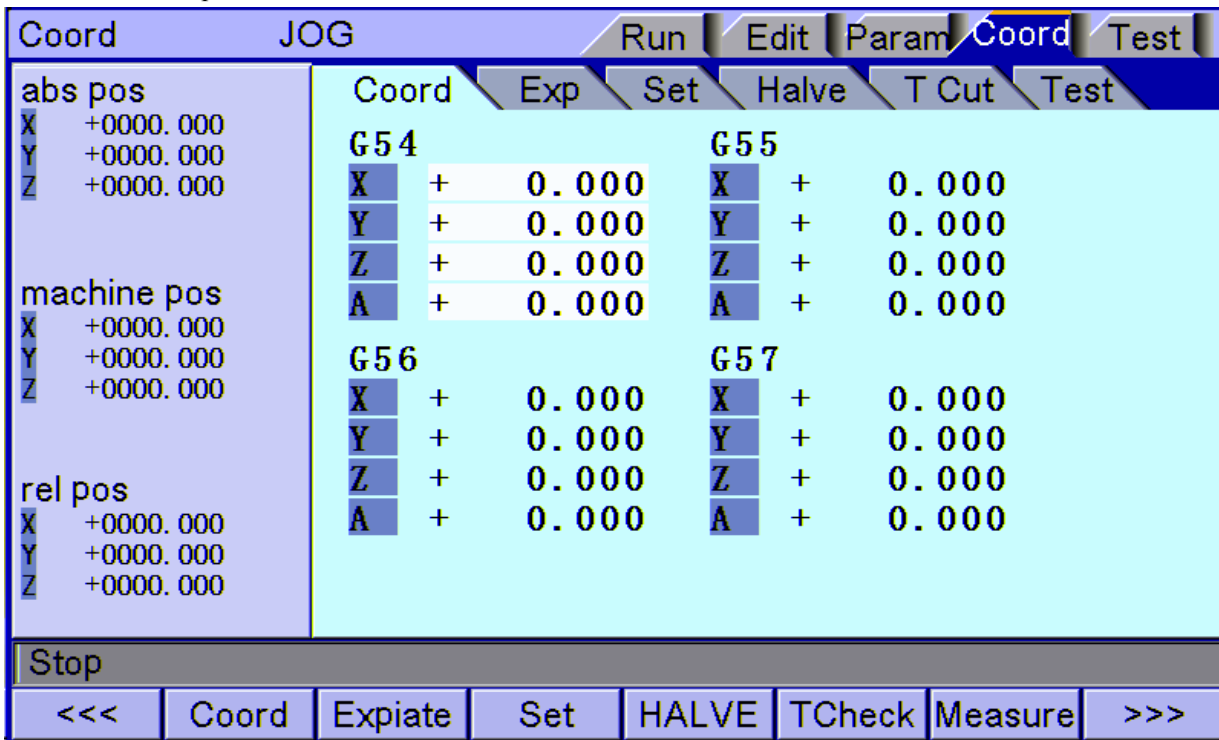 Coord JOG Run Edit Param Coord Test
Coord Exp Set Halve T Cut Test
abs pos
X +0000.000
Y +0000.000
Z +0000.000
machine pos
X +0000.000
Y +0000.000
Z +0000.000
rel pos
X +0000.000
Y +0000.000
Z +0000.000
G54
X + 0.000
Y + 0.000
Z + 0.000
A + 0.000
G55
X + 0.000
Y + 0.000
Z + 0.000
A + 0.000
G56
X + 0.000
Y + 0.000
Z + 0.000
A + 0.000
G57
X + 0.000
Y + 0.000
Z + 0.000
A + 0.000
Stop
<<< Coord Expiate Set HALVE TCheck Measure >>>